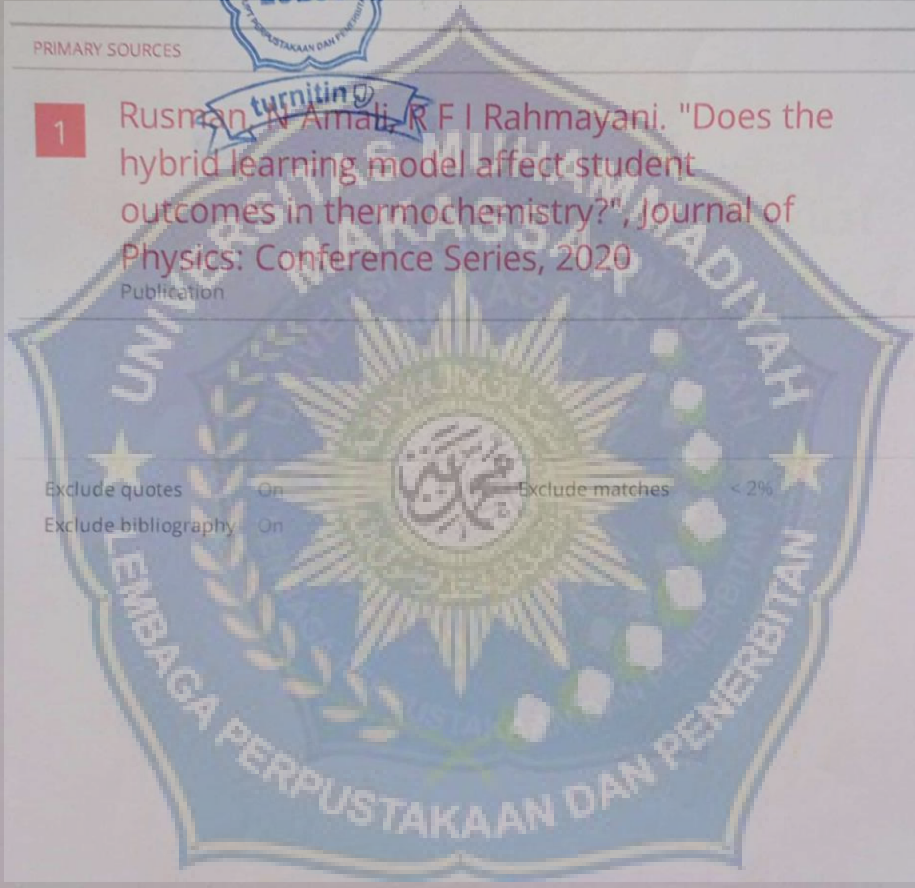 PERPUSTAKAAN DAN
turnitin
PRIMARY SOURCES
1
Rusman, N Amali, R F I Rahmayani. "Does the
hybrid learning model affect student
outcomes in thermochemistry?", Journal of
Physics: Conference Series, 2020
Publication
UNIVERSITAS MUHAMMADIYAH
MAKASSAR
Exclude quotes On
Exclude matches < 2%
Exclude bibliography On
LEMBAGA PERPUSTAKAAN DAN PENERBITAN